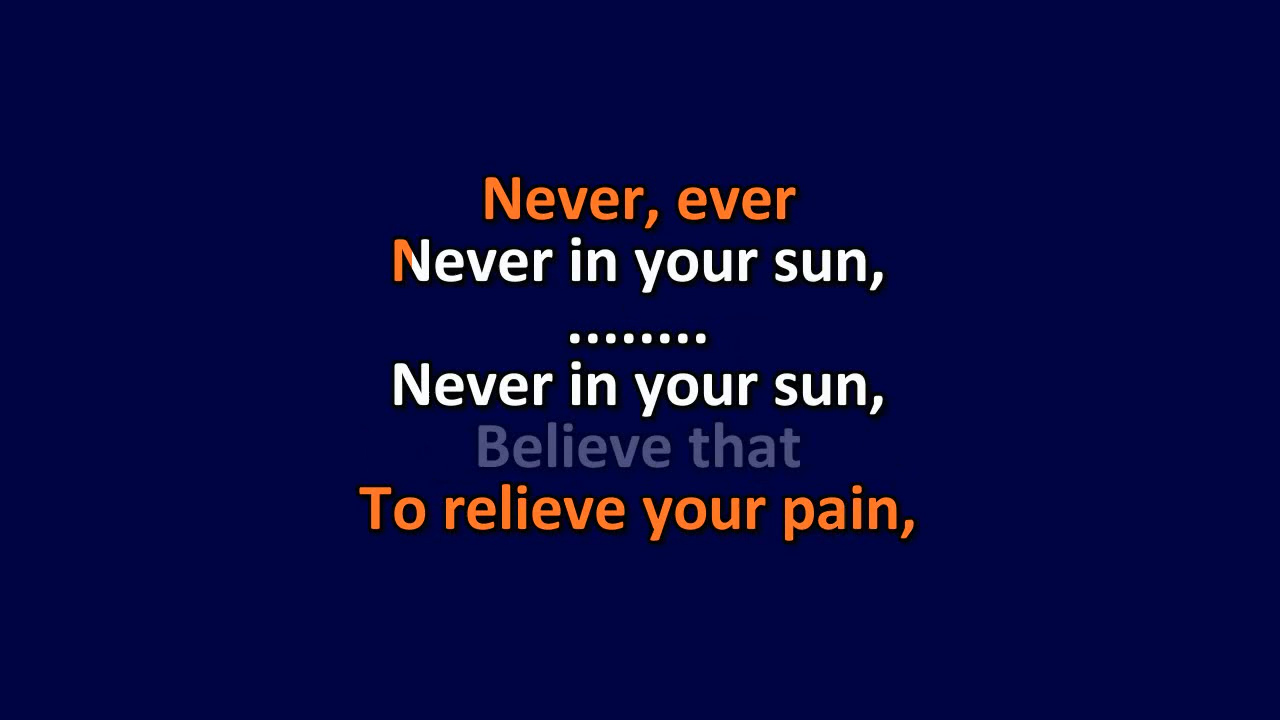 Never, ever
Never in your sun,
........
Never in your sun,
Believe that
To relieve your pain,